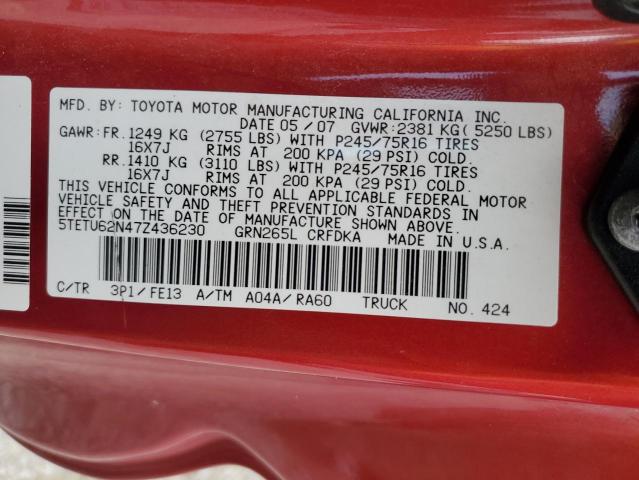 MFD. BY: TOYOTA MOTOR MANUFACTURING CALIFORNIA INC.
DATE 05/07 GVWR:2381 KG( 5250 LBS)
GAWR:FR.1249 KG (2755 LBS) WITH P245/75R16 TIRES
16X7J RIMS AT 200 KPA (29 PSI) COLD.
RR.1410 KG (3110 LBS) WITH P245/75R16 TIRES
16X7J RIMS AT 200 KPA (29 PSI) COLD.
THIS VEHICLE CONFORMS TO ALL APPLICABLE FEDERAL MOTOR
VEHICLE SAFETY AND THEFT PREVENTION STANDARDS IN
EFFECT ON THE DATE OF MANUFACTURE SHOWN ABOVE.
5TETU62N47Z436230 GRN265L CRFDKA MADE IN U.S.A.
C/TR 3P1/FE13 A/TM A04A/RA60 TRUCK NO. 424